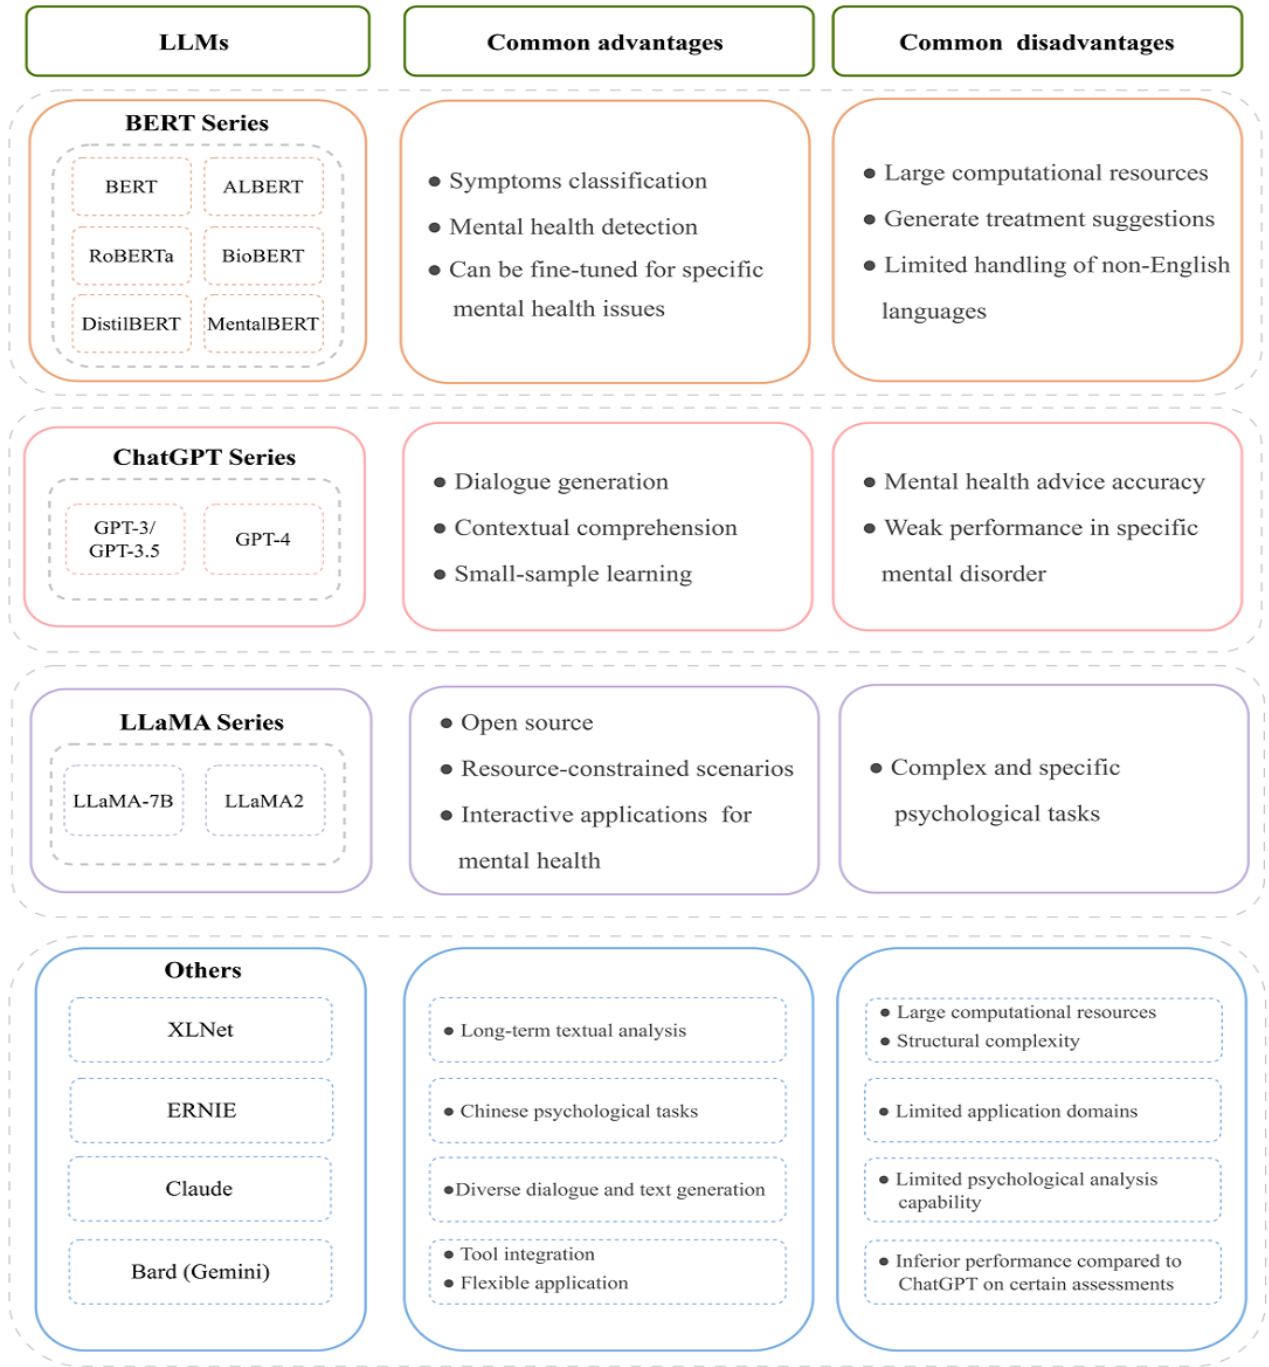 LLMs
Common advantages
Common disadvantages
BERT Series
BERT
ALBERT
RoBERTa
BioBERT
DistilBERT
MentalBERT
● Symptoms classification
● Mental health detection
● Can be fine-tuned for specific
mental health issues
● Large computational resources
● Generate treatment suggestions
● Limited handling of non-English
languages
ChatGPT Series
GPT-3/
GPT-3.5
GPT-4
● Dialogue generation
● Contextual comprehension
● Small-sample learning
● Mental health advice accuracy
● Weak performance in specific
mental disorder
LLaMA Series
LLaMA-7B
LLaMA2
● Open source
● Resource-constrained scenarios
● Interactive applications for
mental health
● Complex and specific
psychological tasks
Others
XLNet
● Long-term textual analysis
● Large computational resources
● Structural complexity
ERNIE
● Chinese psychological tasks
● Limited application domains
Claude
●Diverse dialogue and text generation
● Limited psychological analysis
capability
Bard (Gemini)
● Tool integration
● Flexible application
● Inferior performance compared to
ChatGPT on certain assessments